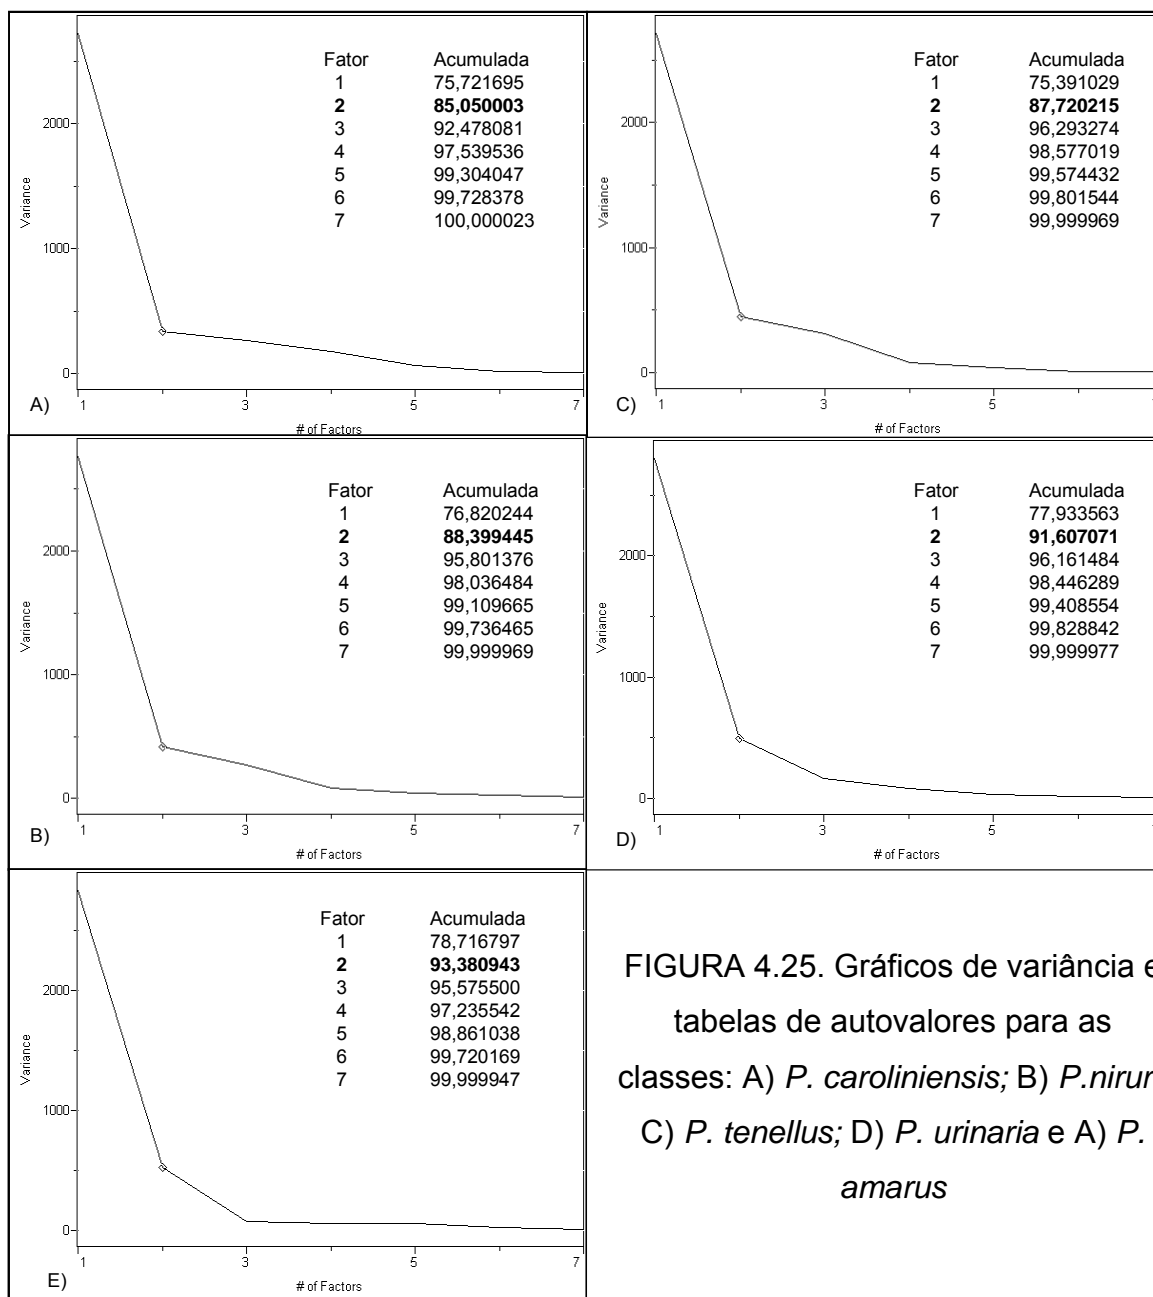 Fator Acumulada
1 75,721695
2 85,050003
3 92,478081
4 97,539536
5 99,304047
6 99,728378
7 100,000023
Variance
2000
1000
0
1 3 5 7
# of Factors
A)
Fator Acumulada
1 75,391029
2 87,720215
3 96,293274
4 98,577019
5 99,574432
6 99,801544
7 99,999969
Variance
2000
1000
0
1 3 5 7
# of Factors
C)
Fator Acumulada
1 76,820244
2 88,399445
3 95,801376
4 98,036484
5 99,109665
6 99,736465
7 99,999969
Variance
2000
1000
0
1 3 5 7
# of Factors
B)
Fator Acumulada
1 77,933563
2 91,607071
3 96,161484
4 98,446289
5 99,408554
6 99,828842
7 99,999977
Variance
2000
1000
0
1 3 5
# of Factors
D)
Fator Acumulada
1 78,716797
2 93,380943
3 95,575500
4 97,235542
5 98,861038
6 99,720169
7 99,999947
Variance
2000
1000
0
1 3 5 7
# of Factors
E)
FIGURA 4.25. Gráficos de variância e
tabelas de autovalores para as
classes: A) P. caroliniensis; B) P.nirur
C) P. tenellus; D) P. urinaria e A) P.
amarus